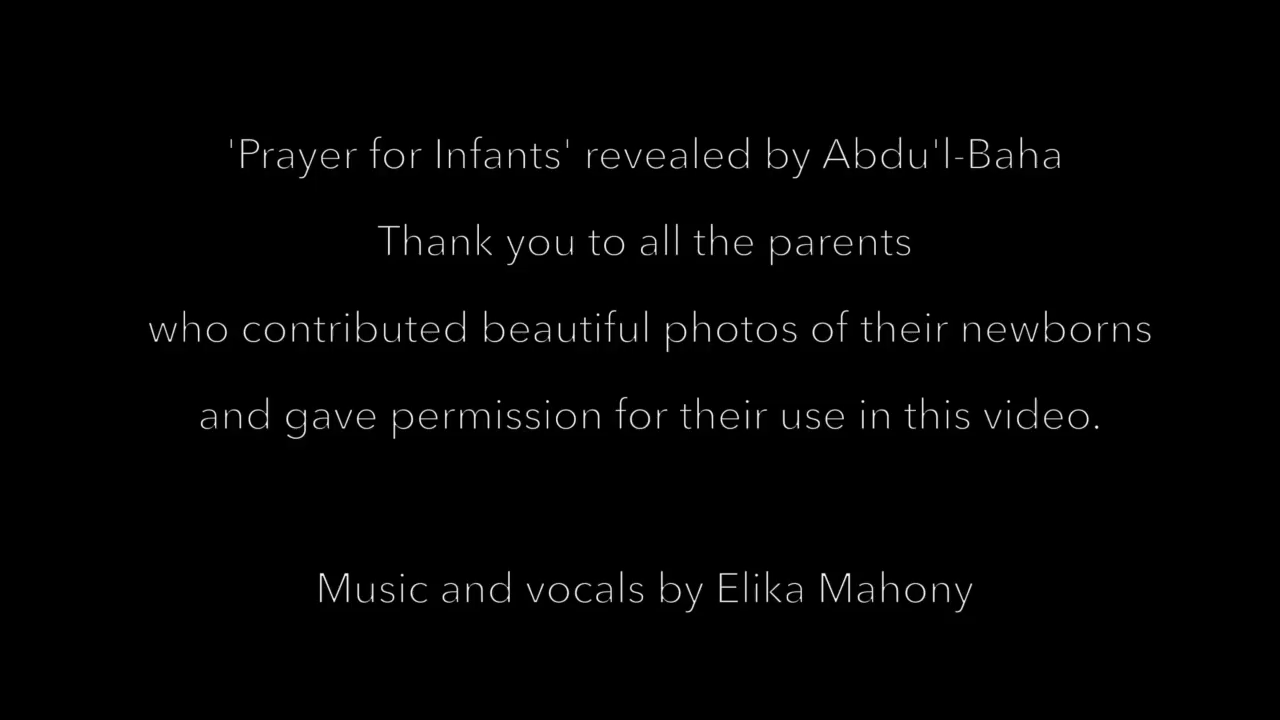 'Prayer for Infants' revealed by Abdu'l-Baha
Thank you to all the parents
who contributed beautiful photos of their newborns
and gave permission for their use in this video.
Music and vocals by Elika Mahony